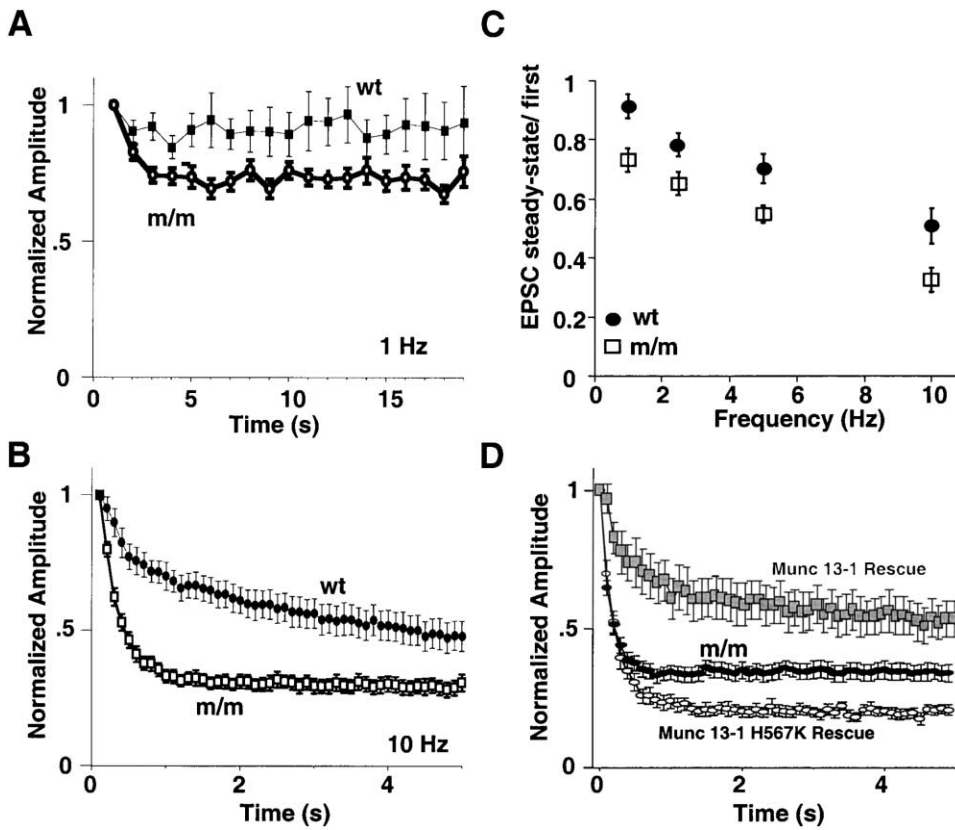 A
Normalized Amplitude
1
.5
0
wt
m/m
1 Hz
0 5 10 15
Time (s)
C
EPSC steady-state/ first
1
0.8
0.6
0.4
0.2
0
wt
m/m
0 2 4 6 8 10
Frequency (Hz)
B
Normalized Amplitude
1
.5
0
wt
m/m
10 Hz
0 2 4
Time (s)
D
Normalized Amplitude
1
.5
0
Munc 13-1 Rescue
m/m
Munc 13-1 H567K Rescue
0 2 4
Time (s)